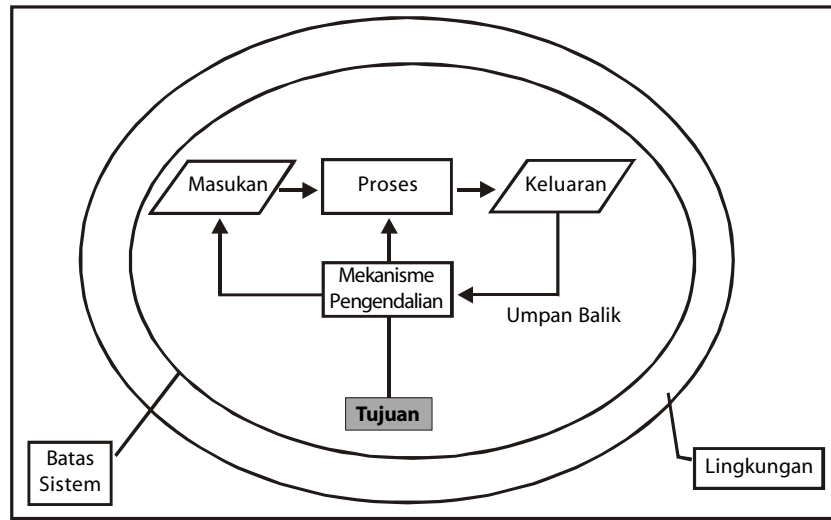 Masukan
Proses
Keluaran
Mekanisme
Pengendalian
Umpan Balik
Tujuan
Batas
Sistem
Lingkungan